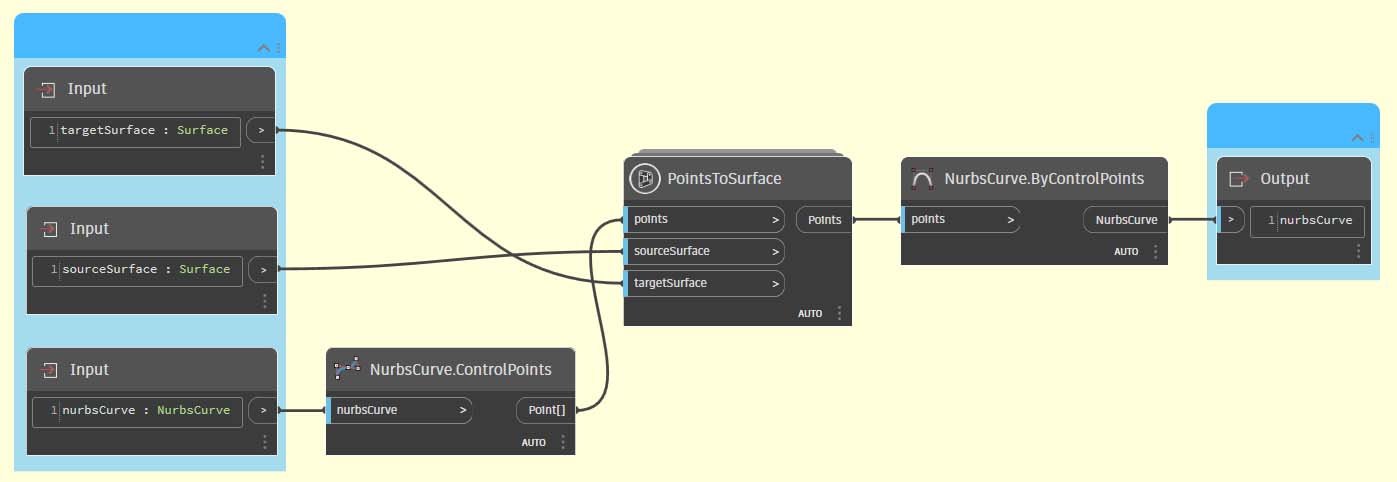 Input
1 targetSurface : Surface >
Input
1 sourceSurface : Surface >
Input
1 nurbsCurve : NurbsCurve >
NurbsCurve.ControlPoints
nurbsCurve > Point[]
AUTO
PointsToSurface
points > Points
sourceSurface >
targetSurface >
AUTO
NurbsCurve.ByControlPoints
points > NurbsCurve
AUTO
Output
> 1 nurbsCurve